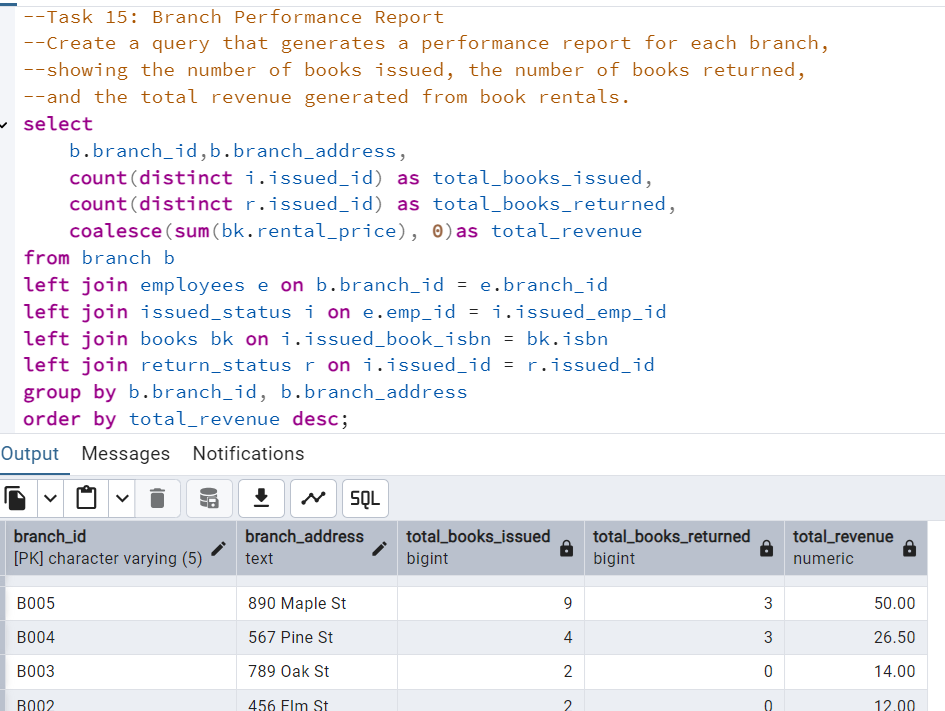 --Task 15: Branch Performance Report
--Create a query that generates a performance report for each branch,
--showing the number of books issued, the number of books returned,
--and the total revenue generated from book rentals.
select
b.branch_id,b.branch_address,
count(distinct i.issued_id) as total_books_issued,
count(distinct r.issued_id) as total_books_returned,
coalesce(sum(bk.rental_price), 0)as total_revenue
from branch b
left join employees e on b.branch_id = e.branch_id
left join issued_status i on e.emp_id = i.issued_emp_id
left join books bk on i.issued_book_isbn = bk.isbn
left join return_status r on i.issued_id = r.issued_id
group by b.branch_id, b.branch_address
order by total_revenue desc;
Output Messages Notifications
SQL
branch_id branch_address total_books_issued total_books_returned total_revenue
[PK] character varying (5) text bigint bigint numeric
B005 890 Maple St 9 3 50.00
B004 567 Pine St 4 3 26.50
B003 789 Oak St 2 0 14.00
B002 456 Elm St 2 0 12.00